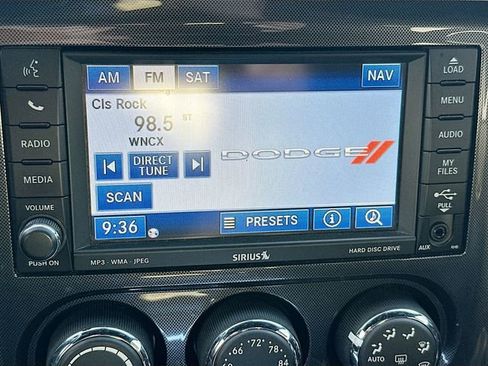 AM FM SAT NAV
Cls Rock
98.5 ST
WNCX
DIRECT
TUNE
DODGE
SCAN
9:36 PRESETS
RADIO
MEDIA
VOLUME
PUSH ON
LOAD
MENU
AUDIO
MY
FILES
PULL
AUX
MP3 - WMA - JPEG
SIRIUS
HARD DISC DRIVE
66 72 78
60 84
AUTO